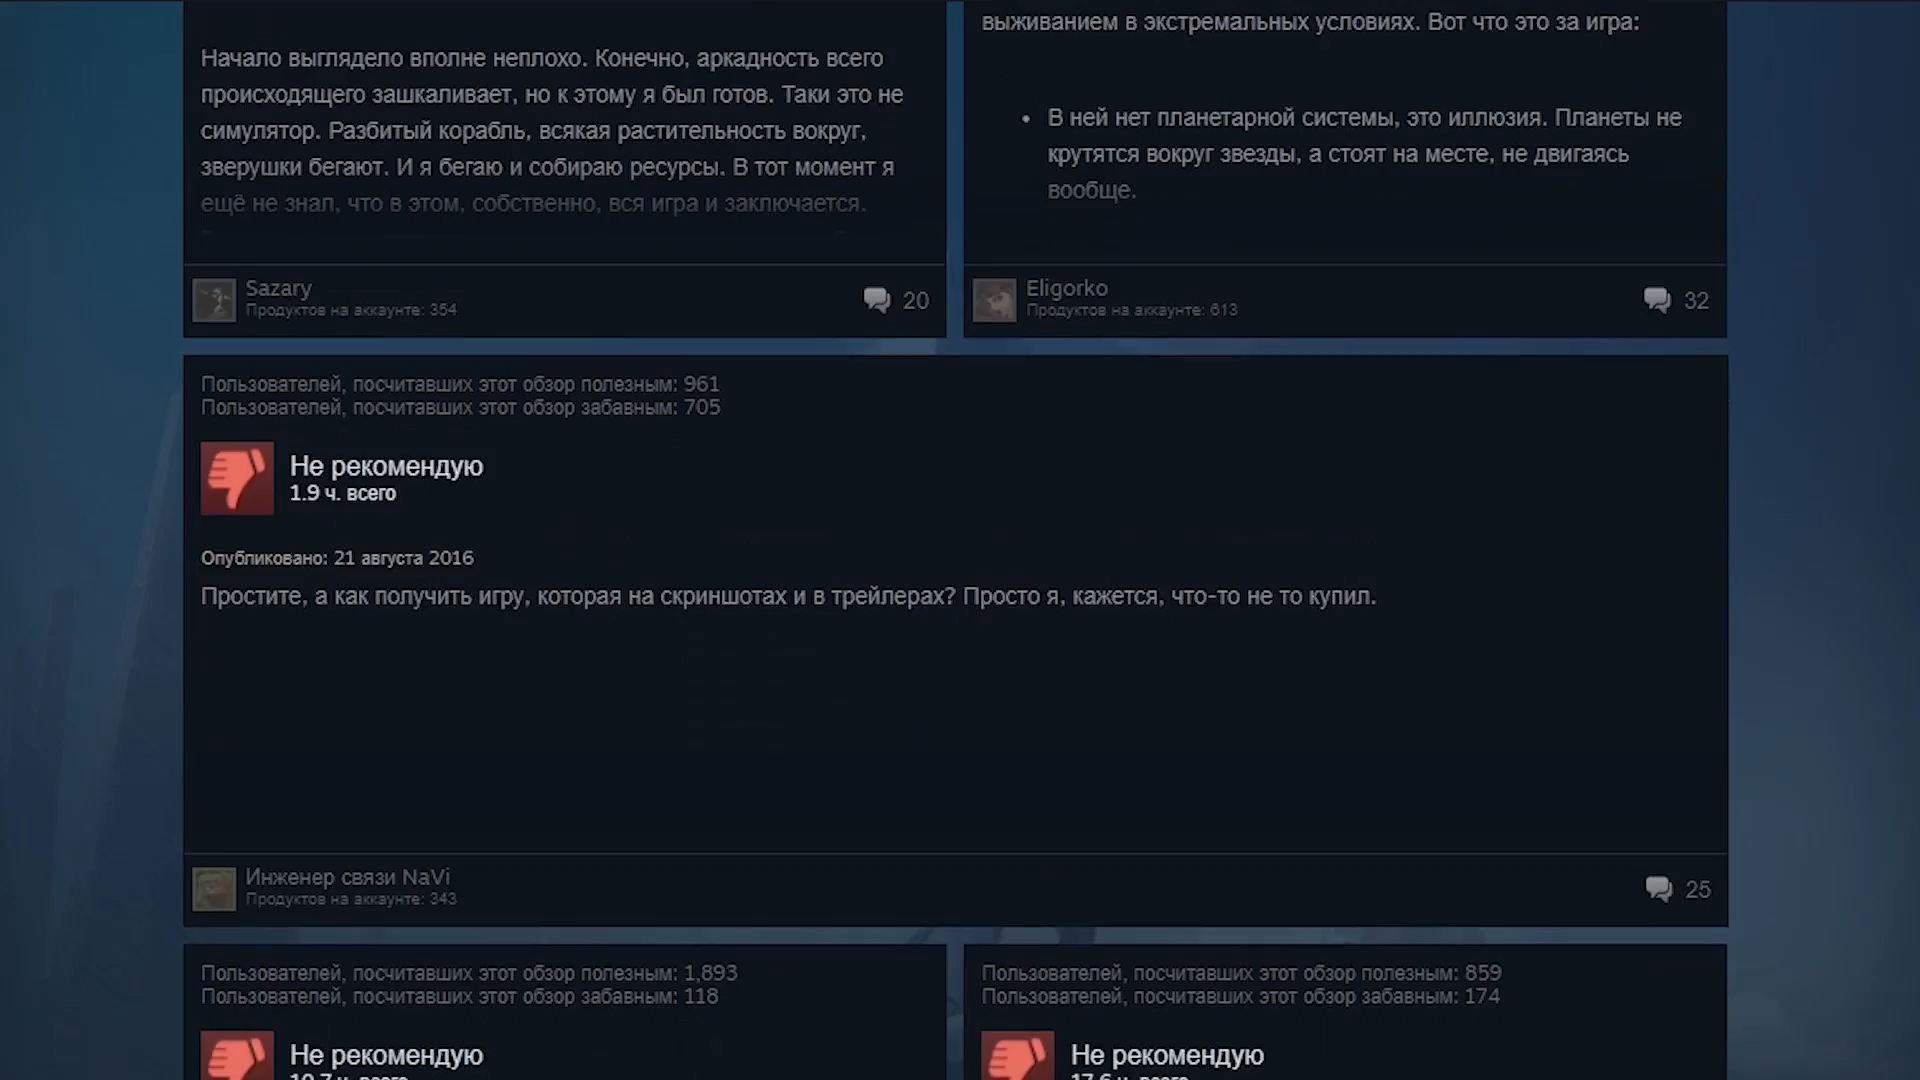 Начало выглядело вполне неплохо. Конечно, аркадность всего
происходящего зашкаливает, но к этому я был готов. Таки это не
симулятор. Разбитый корабль, всякая растительность вокруг,
зверушки бегают. И я бегаю и собираю ресурсы. В тот момент я
ещё не знал, что в этом, собственно, вся игра и заключается.
Sazary
Продуктов на аккаунте: 354
20
выживанием в экстремальных условиях. Вот что это за игра:
• В ней нет планетарной системы, это иллюзия. Планеты не
крутятся вокруг звезды, а стоят на месте, не двигаясь
вообще.
Eligorko
Продуктов на аккаунте: 613
32
Пользователей, посчитавших этот обзор полезным: 961
Пользователей, посчитавших этот обзор забавным: 705
Не рекомендую
1.9 ч. всего
Опубликовано: 21 августа 2016
Простите, а как получить игру, которая на скриншотах и в трейлерах? Просто я, кажется, что-то не то купил.
Инженер связи NaVi
Продуктов на аккаунте: 343
25
Пользователей, посчитавших этот обзор полезным: 1,893
Пользователей, посчитавших этот обзор забавным: 118
Не рекомендую
10.7 ч. всего
Пользователей, посчитавших этот обзор полезным: 859
Пользователей, посчитавших этот обзор забавным: 174
Не рекомендую
17.6 ч. всего